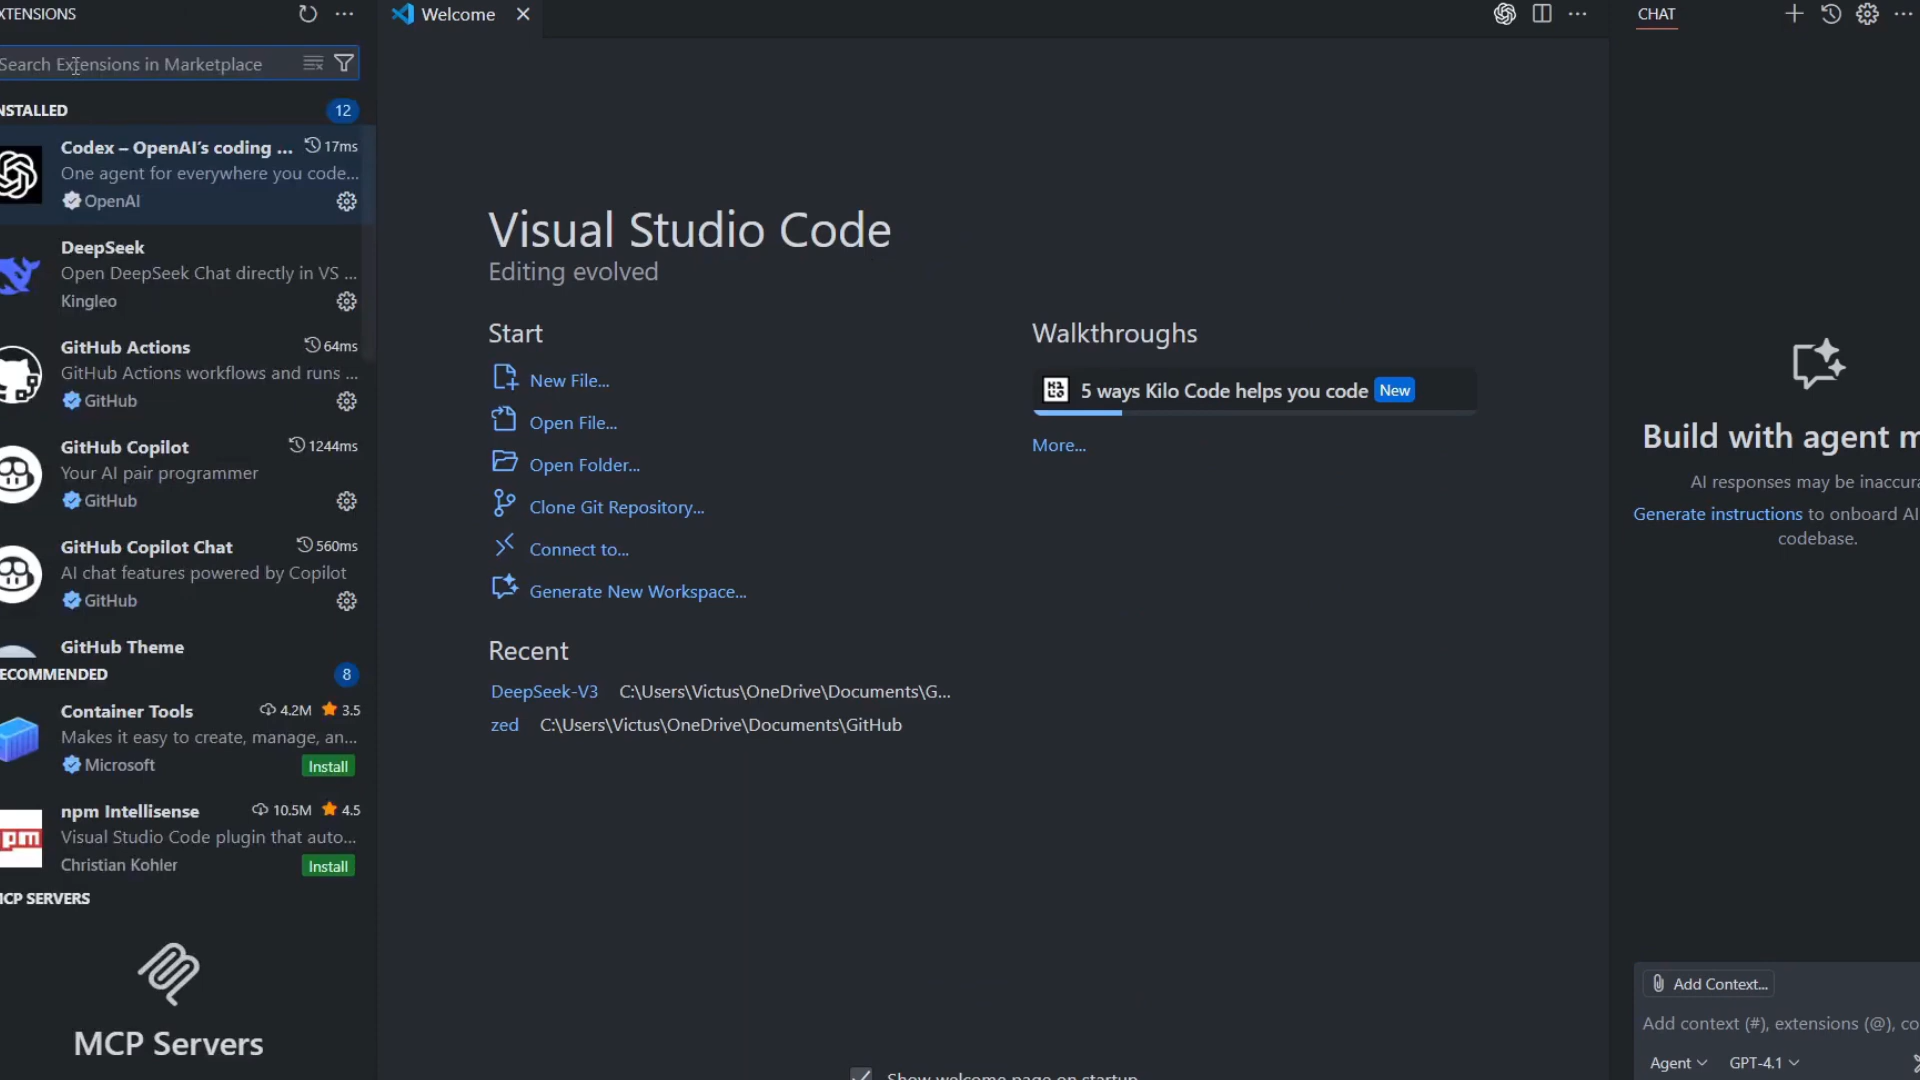 XTENSIONS
Search Extensions in Marketplace
NSTALLED 12
Codex – OpenAI's coding ... 17ms
One agent for everywhere you code...
OpenAI
DeepSeek
Open DeepSeek Chat directly in VS ...
Kingleo
GitHub Actions 64ms
GitHub Actions workflows and runs ...
GitHub
GitHub Copilot 1244ms
Your AI pair programmer
GitHub
GitHub Copilot Chat 560ms
AI chat features powered by Copilot
GitHub
GitHub Theme
ECOMMENDED 8
Container Tools 4.2M 3.5
Makes it easy to create, manage, an...
Microsoft Install
npm Intellisense 10.5M 4.5
Visual Studio Code plugin that auto...
Christian Kohler Install
MCP SERVERS
MCP Servers
Welcome
Visual Studio Code
Editing evolved
Start
New File...
Open File...
Open Folder...
Clone Git Repository...
Connect to...
Generate New Workspace...
Recent
DeepSeek-V3 C:\Users\Victus\OneDrive\Documents\G...
zed C:\Users\Victus\OneDrive\Documents\GitHub
Walkthroughs
5 ways Kilo Code helps you code New
More...
Show welcome page on startup
CHAT
Build with agent m
AI responses may be inaccura
Generate instructions to onboard AI
codebase.
Add Context...
Add context (#), extensions (@), co
Agent GPT-4.1